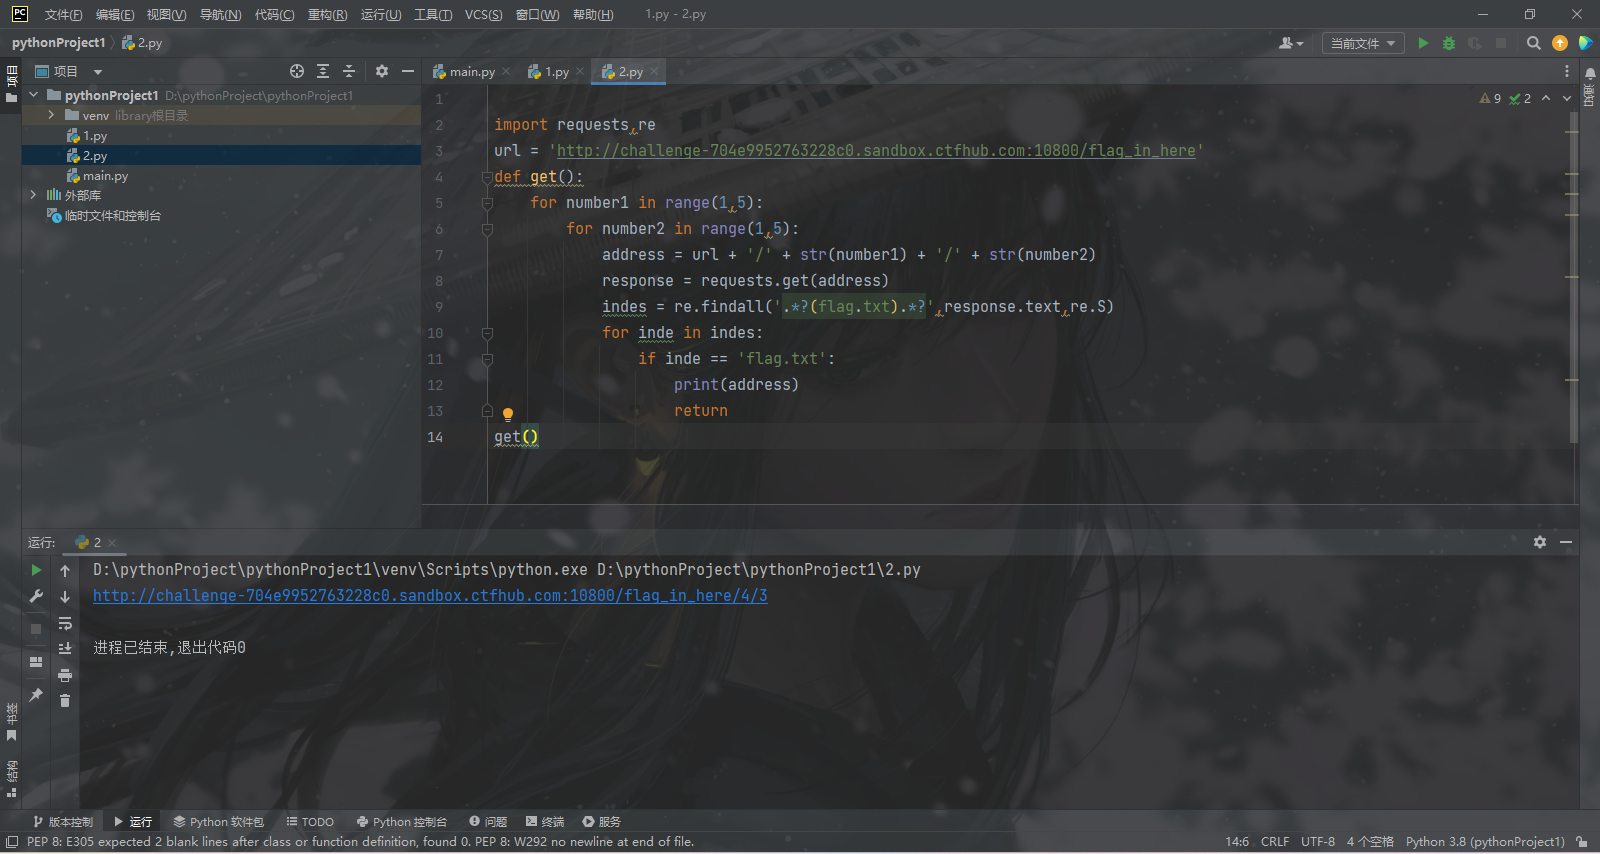 PC 文件(F) 编辑(E) 视图(V) 导航(N) 代码(C) 重构(R) 运行(U) 工具(T) VCS(S) 窗口(W) 帮助(H) 1.py - 2.py
pythonProject1 2.py 当前文件
项目 main.py 1.py 2.py
项目
通知
pythonProject1 D:\pythonProject\pythonProject1
venv library根目录
1.py
2.py
main.py
外部库
临时文件和控制台
9 2
1
2 import requests,re
3 url = 'http://challenge-704e9952763228c0.sandbox.ctfhub.com:10800/flag_in_here'
4 def get():
5 for number1 in range(1,5):
6 for number2 in range(1,5):
7 address = url + '/' + str(number1) + '/' + str(number2)
8 response = requests.get(address)
9 indes = re.findall('.*?(flag.txt).*?',response.text,re.S)
10 for inde in indes:
11 if inde == 'flag.txt':
12 print(address)
13 return
14 get()
运行: 2
D:\pythonProject\pythonProject1\venv\Scripts\python.exe D:\pythonProject\pythonProject1\2.py
http://challenge-704e9952763228c0.sandbox.ctfhub.com:10800/flag_in_here/4/3
进程已结束,退出代码0
书签
结构
版本控制 运行 Python 软件包 TODO Python 控制台 问题 终端 服务
PEP 8: E305 expected 2 blank lines after class or function definition, found 0. PEP 8: W292 no newline at end of file. 14:6 CRLF UTF-8 4 个空格 Python 3.8 (pythonProject1)